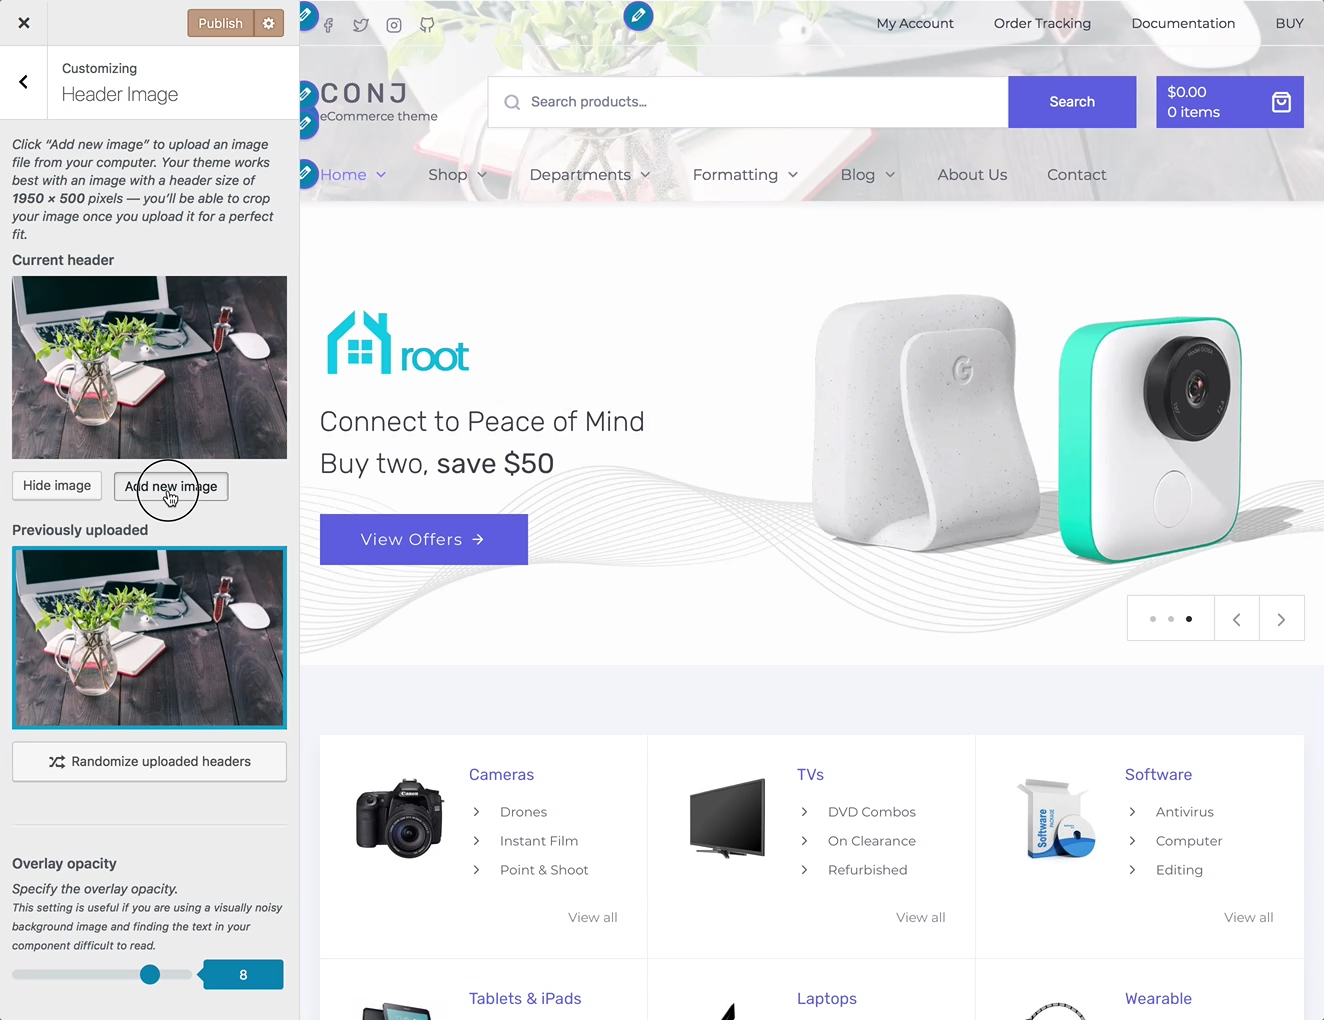 Publish
Customizing
Header Image
Click “Add new image” to upload an image
file from your computer. Your theme works
best with an image with a header size of
1950 × 500 pixels — you’ll be able to crop
your image once you upload it for a perfect
fit.
Current header
Hide image
Add new image
Previously uploaded
Randomize uploaded headers
Overlay opacity
Specify the overlay opacity.
This setting is useful if you are using a visually noisy
background image and finding the text in your
component difficult to read.
8
My Account
Order Tracking
Documentation
BUY
CONJ
eCommerce theme
Search products...
Search
$0.00
0 items
Home
Shop
Departments
Formatting
Blog
About Us
Contact
root
Connect to Peace of Mind
Buy two, save $50
View Offers
G
Cameras
Drones
Instant Film
Point & Shoot
View all
TVs
DVD Combos
On Clearance
Refurbished
View all
Software
Antivirus
Computer
Editing
View all
Canon
Software
PACKAGE
Tablets & iPads
Laptops
Wearable